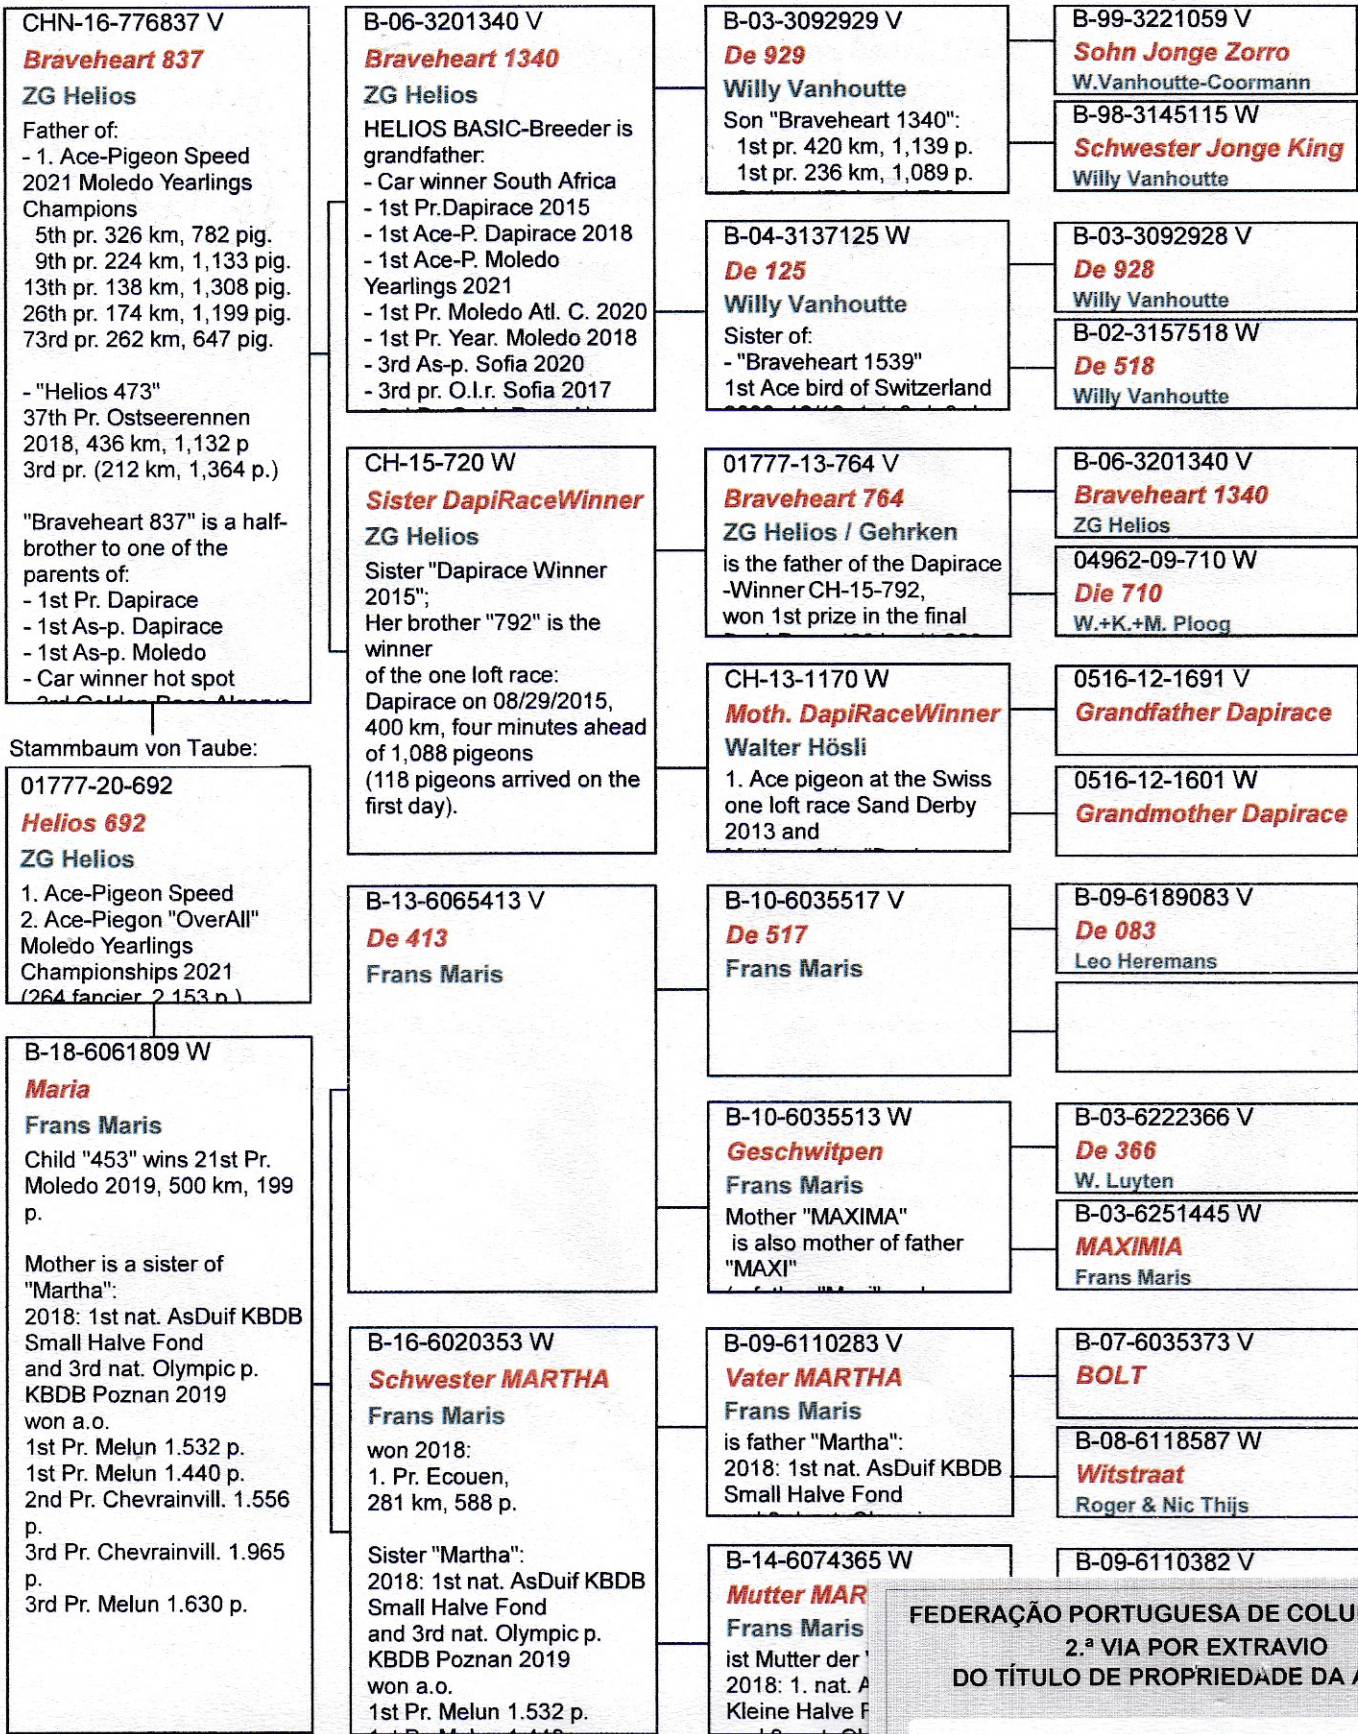 CHN-16-776837 V
Braveheart 837
ZG Helios
Father of:
- 1. Ace-Pigeon Speed
2021 Moledo Yearlings
Champions
5th pr. 326 km, 782 pig.
9th pr. 224 km, 1,133 pig.
13th pr. 138 km, 1,308 pig.
26th pr. 174 km, 1,199 pig.
73rd pr. 262 km, 647 pig.
- "Helios 473"
37th Pr. Ostseerennen
2018, 436 km, 1,132 p
3rd pr. (212 km, 1,364 p.)
"Braveheart 837" is a half-
brother to one of the
parents of:
- 1st Pr. Dapirace
- 1st As-p. Dapirace
- 1st As-p. Moledo
- Car winner hot spot
Stammbaum von Taube:
01777-20-692
Helios 692
ZG Helios
1. Ace-Pigeon Speed
2. Ace-Piegon "OverAll"
Moledo Yearlings
Championships 2021
(264 fancier, 2.153 p.)
B-18-6061809 W
Maria
Frans Maris
Child "453" wins 21st Pr.
Moledo 2019, 500 km, 199
p.
Mother is a sister of
"Martha":
2018: 1st nat. AsDuif KBDB
Small Halve Fond
and 3rd nat. Olympic p.
KBDB Poznan 2019
won a.o.
1st Pr. Melun 1.532 p.
1st Pr. Melun 1.440 p.
2nd Pr. Chevrainvill. 1.556
p.
3rd Pr. Chevrainvill. 1.965
p.
3rd Pr. Melun 1.630 p.
B-06-3201340 V
Braveheart 1340
ZG Helios
HELIOS BASIC-Breeder is
grandfather:
- Car winner South Africa
- 1st Pr.Dapirace 2015
- 1st Ace-P. Dapirace 2018
- 1st Ace-P. Moledo
Yearlings 2021
- 1st Pr. Moledo Atl. C. 2020
- 1st Pr. Year. Moledo 2018
- 3rd As-p. Sofia 2020
- 3rd pr. O.l.r. Sofia 2017
CH-15-720 W
Sister DapiRaceWinner
ZG Helios
Sister "Dapirace Winner
2015";
Her brother "792" is the
winner
of the one loft race:
Dapirace on 08/29/2015,
400 km, four minutes ahead
of 1,088 pigeons
(118 pigeons arrived on the
first day).
B-13-6065413 V
De 413
Frans Maris
B-16-6020353 W
Schwester MARTHA
Frans Maris
won 2018:
1. Pr. Ecouen,
281 km, 588 p.
Sister "Martha":
2018: 1st nat. AsDuif KBDB
Small Halve Fond
and 3rd nat. Olympic p.
KBDB Poznan 2019
won a.o.
1st Pr. Melun 1.532 p.
B-03-3092929 V
De 929
Willy Vanhoutte
Son "Braveheart 1340":
1st pr. 420 km, 1,139 p.
1st pr. 236 km, 1,089 p.
B-04-3137125 W
De 125
Willy Vanhoutte
Sister of:
- "Braveheart 1539"
1st Ace bird of Switzerland
01777-13-764 V
Braveheart 764
ZG Helios / Gehrken
is the father of the Dapirace
-Winner CH-15-792,
won 1st prize in the final
CH-13-1170 W
Moth. DapiRaceWinner
Walter Hösli
1. Ace pigeon at the Swiss
one loft race Sand Derby
2013 and
B-10-6035517 V
De 517
Frans Maris
B-10-6035513 W
Geschwitpen
Frans Maris
Mother "MAXIMA"
is also mother of father
"MAXI"
B-09-6110283 V
Vater MARTHA
Frans Maris
is father "Martha":
2018: 1st nat. AsDuif KBDB
Small Halve Fond
B-14-6074365 W
Mutter MAR
Frans Maris
ist Mutter der
2018: 1. nat. A
Kleine Halve F
B-99-3221059 V
Sohn Jonge Zorro
W.Vanhoutte-Coormann
B-98-3145115 W
Schwester Jonge King
Willy Vanhoutte
B-03-3092928 V
De 928
Willy Vanhoutte
B-02-3157518 W
De 518
Willy Vanhoutte
B-06-3201340 V
Braveheart 1340
ZG Helios
04962-09-710 W
Die 710
W.+K.+M. Ploog
0516-12-1691 V
Grandfather Dapirace
0516-12-1601 W
Grandmother Dapirace
B-09-6189083 V
De 083
Leo Heremans
B-03-6222366 V
De 366
W. Luyten
B-03-6251445 W
MAXIMIA
Frans Maris
B-07-6035373 V
BOLT
B-08-6118587 W
Witstraat
Roger & Nic Thijs
B-09-6110382 V
FEDERAÇÃO PORTUGUESA DE COLU
2.ª VIA POR EXTRAVIO
DO TÍTULO DE PROPRIEDADE DA A